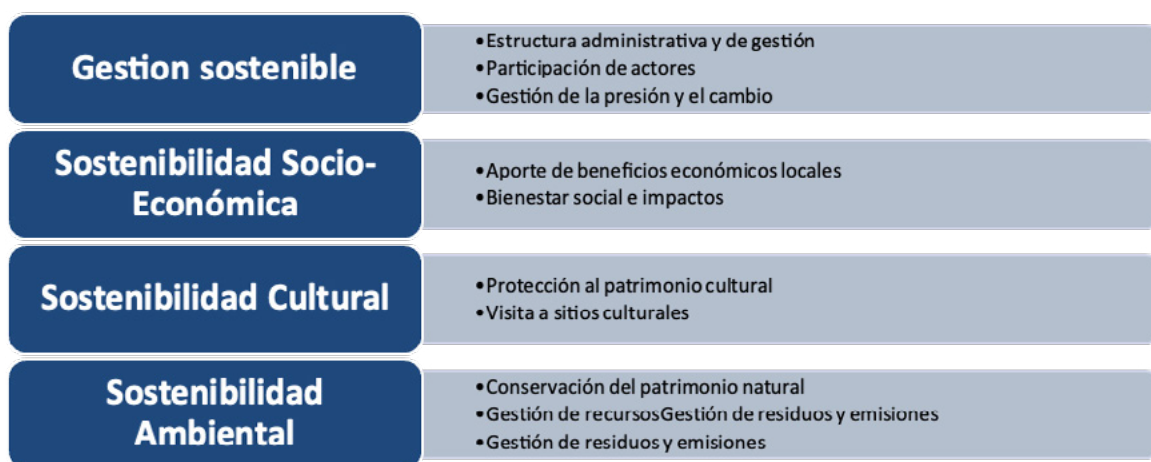 Gestion sostenible
•Estructura administrativa y de gestión
•Participación de actores
•Gestión de la presión y el cambio
Sostenibilidad Socio-
Económica
•Aporte de beneficios económicos locales
•Bienestar social e impactos
Sostenibilidad Cultural
•Protección al patrimonio cultural
•Visita a sitios culturales
Sostenibilidad
Ambiental
•Conservación del patrimonio natural
•Gestión de recursosGestión de residuos y emisiones
•Gestión de residuos y emisiones